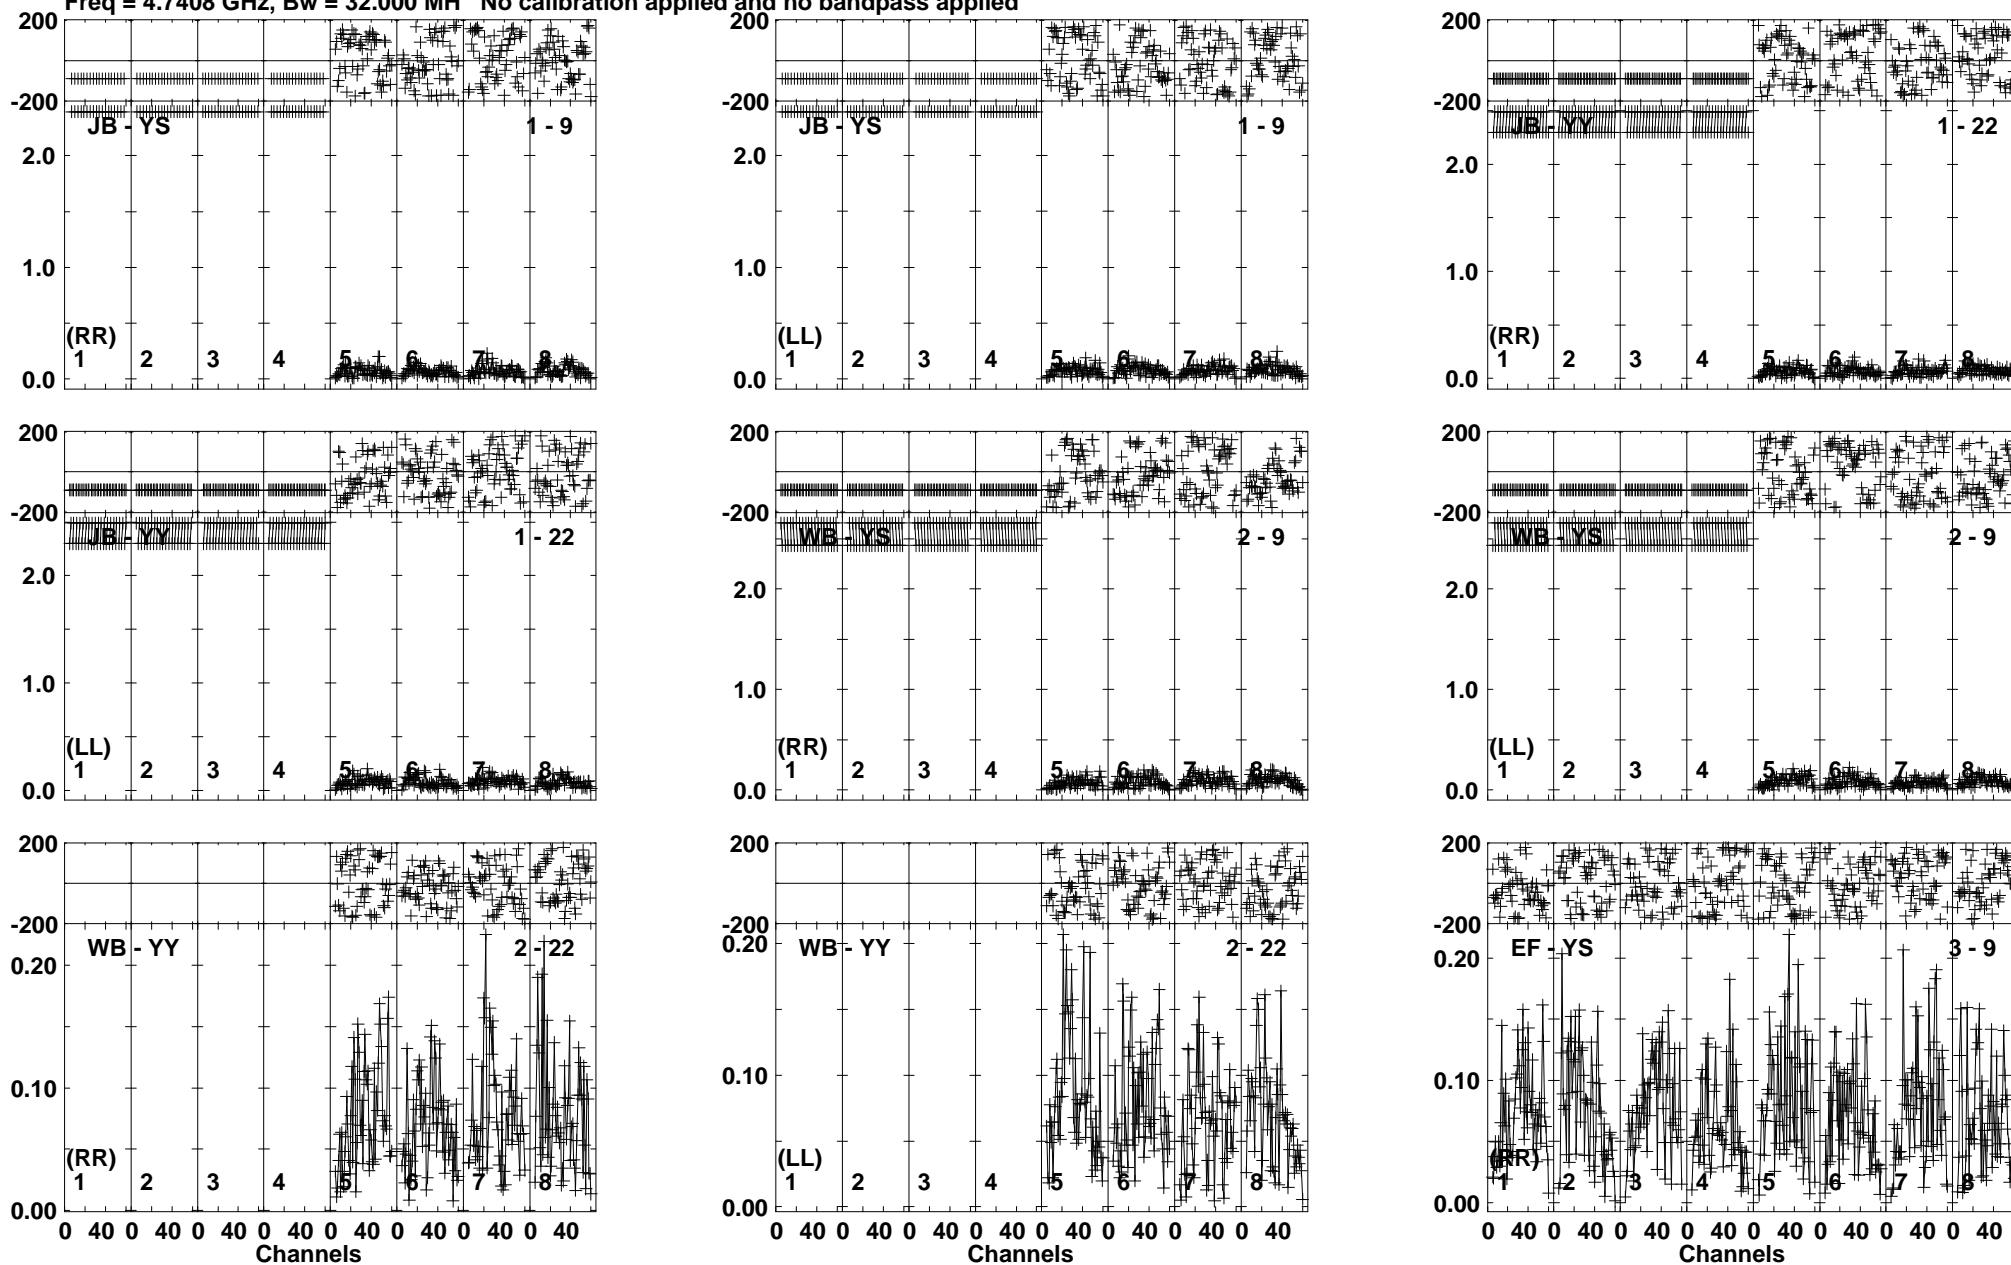 Freq = 4.7408 GHz, Bw = 32.000 MH No calibration applied and no bandpass applied
200 200 200
-200 -200 -200
JB - YS 1 - 9 JB - YS 1 - 9 JB - YY 1 - 22
2.0 2.0 2.0
1.0 1.0 1.0
(RR) (LL) (RR)
1 2 3 4 5 6 7 8 1 2 3 4 5 6 7 8 1 2 3 4 5 6 7 8
0.0 0.0 0.0
200 200 200
-200 -200 -200
JB - YY 1 - 22 WB - YS 2 - 9 WB - YS 2 - 9
2.0 2.0 2.0
1.0 1.0 1.0
(LL) (RR) (LL)
1 2 3 4 5 6 7 8 1 2 3 4 5 6 7 8 1 2 3 4 5 6 7 8
0.0 0.0 0.0
200 200 200
-200 -200 -200
WB - YY 2 - 22 WB - YY 2 - 22 EF - YS 3 - 9
0.20 0.20 0.20
0.10 0.10 0.10
(RR) (LL) (RR)
1 2 3 4 5 6 7 8 1 2 3 4 5 6 7 8 1 2 3 4 5 6 7 8
0.00 0.00 0.00
0 40 0 40 0 40 0 40 0 40 0 40 0 40 0 40 0 40 0 40 0 40 0 40 0 40 0 40 0 40 0 40 0 40 0 40 0 40 0 40 0 40 0 40 0 40 0 40
Channels Channels Channels